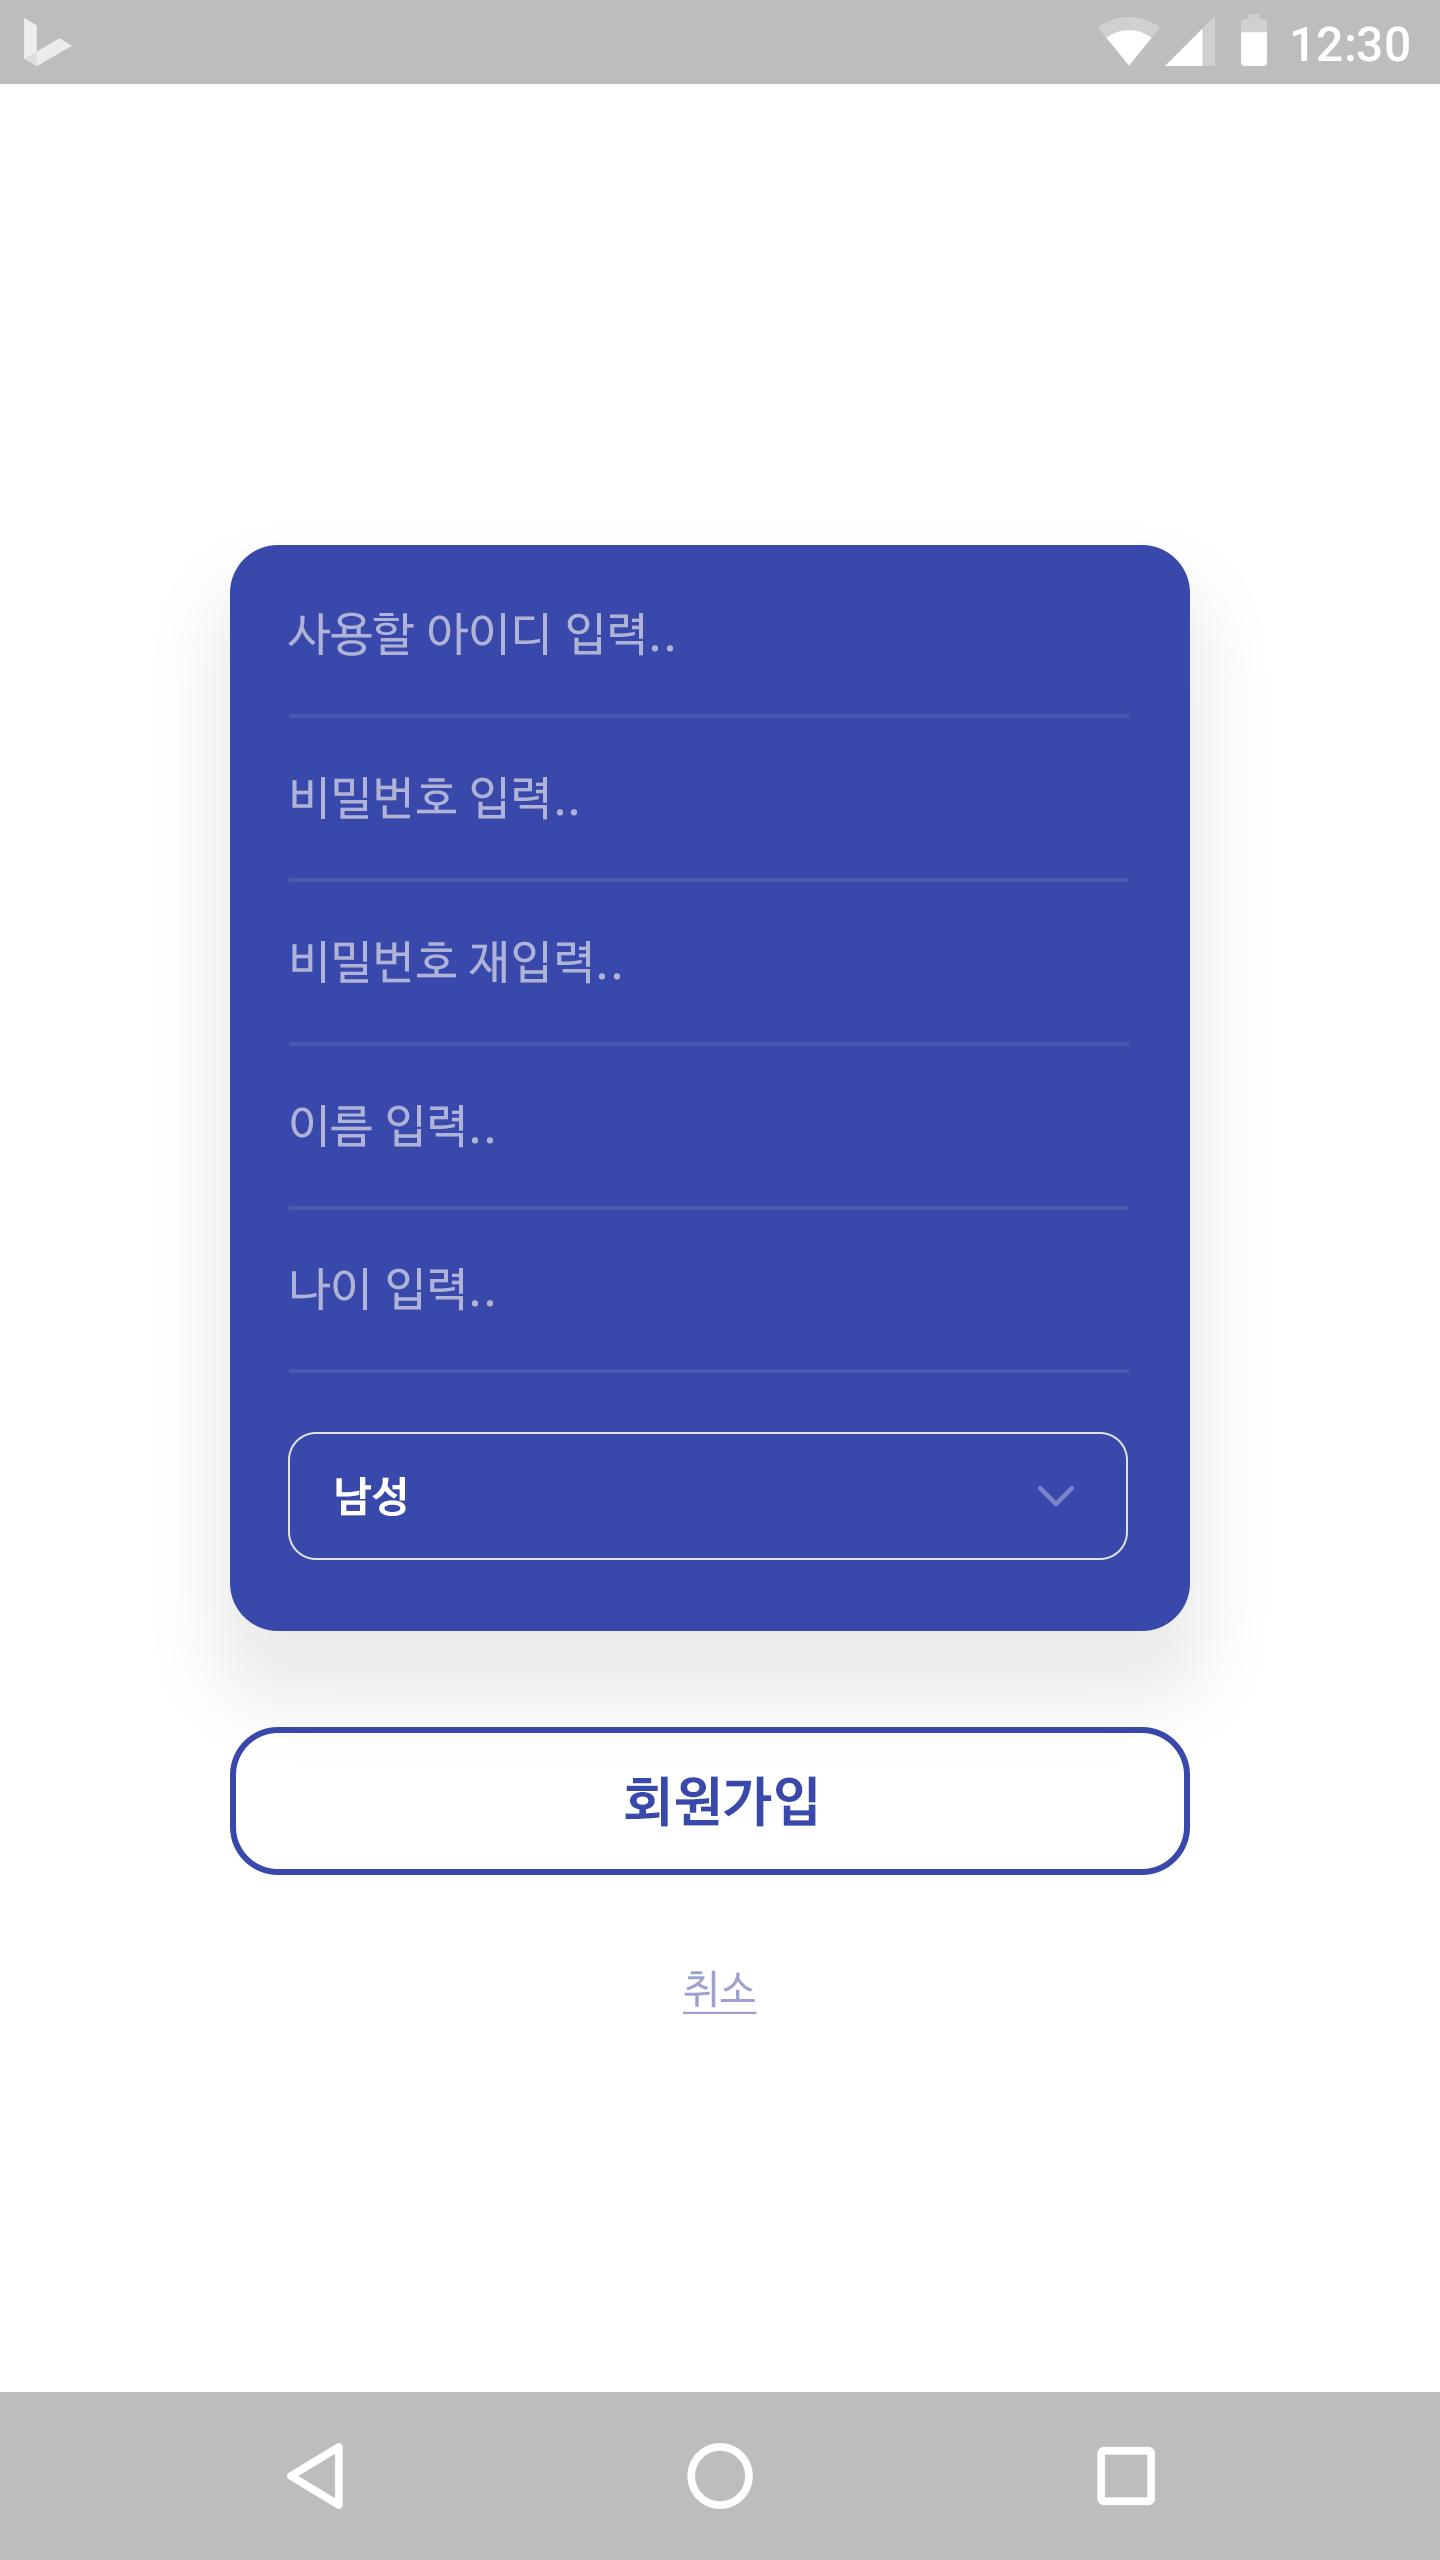 12:30
사용할 아이디 입력..
비밀번호 입력..
비밀번호 재입력..
이름 입력..
나이 입력..
남성
회원가입
취소